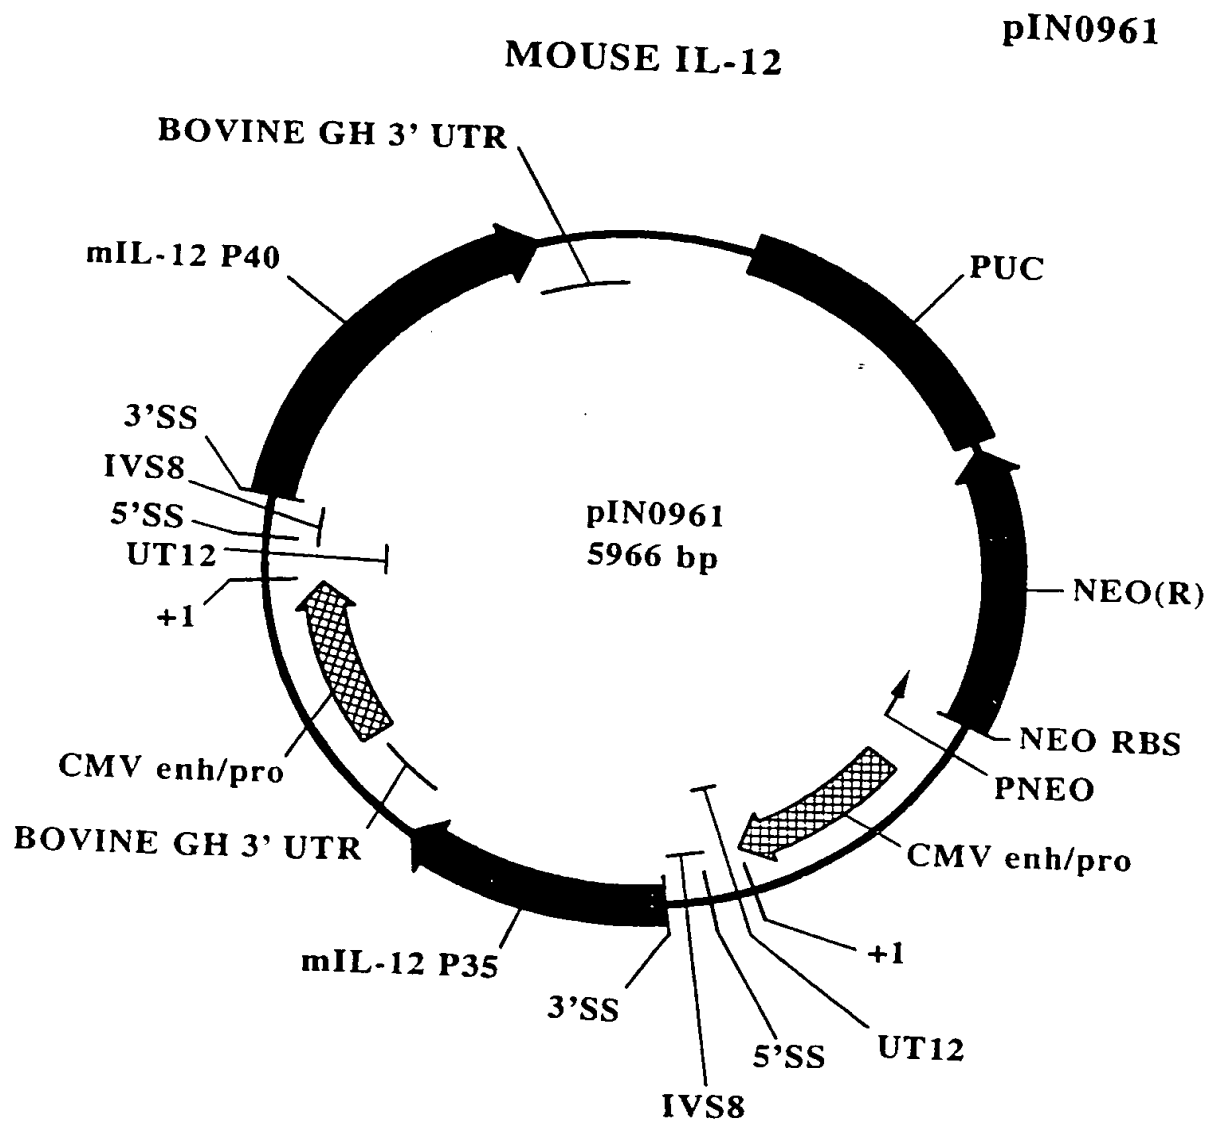 pIN0961
MOUSE IL-12
BOVINE GH 3' UTR
mIL-12 P40
PUC
3'SS
IVS8
5'SS
UT12
+1
pIN0961
5966 bp
NEO(R)
NEO RBS
PNEO
CMV enh/pro
CMV enh/pro
BOVINE GH 3' UTR
mIL-12 P35
+1
3'SS
5'SS
UT12
IVS8